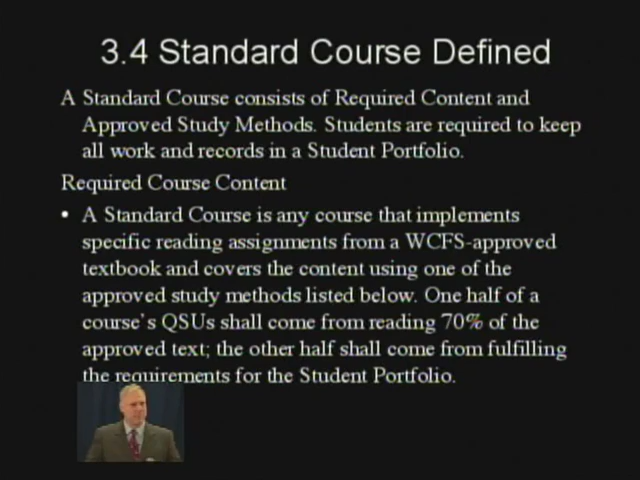 3.4 Standard Course Defined
A Standard Course consists of Required Content and
Approved Study Methods. Students are required to keep
all work and records in a Student Portfolio.
Required Course Content
• A Standard Course is any course that implements
specific reading assignments from a WCFS-approved
textbook and covers the content using one of the
approved study methods listed below. One half of a
course's QSUs shall come from reading 70% of the
approved text; the other half shall come from fulfilling
the requirements for the Student Portfolio.